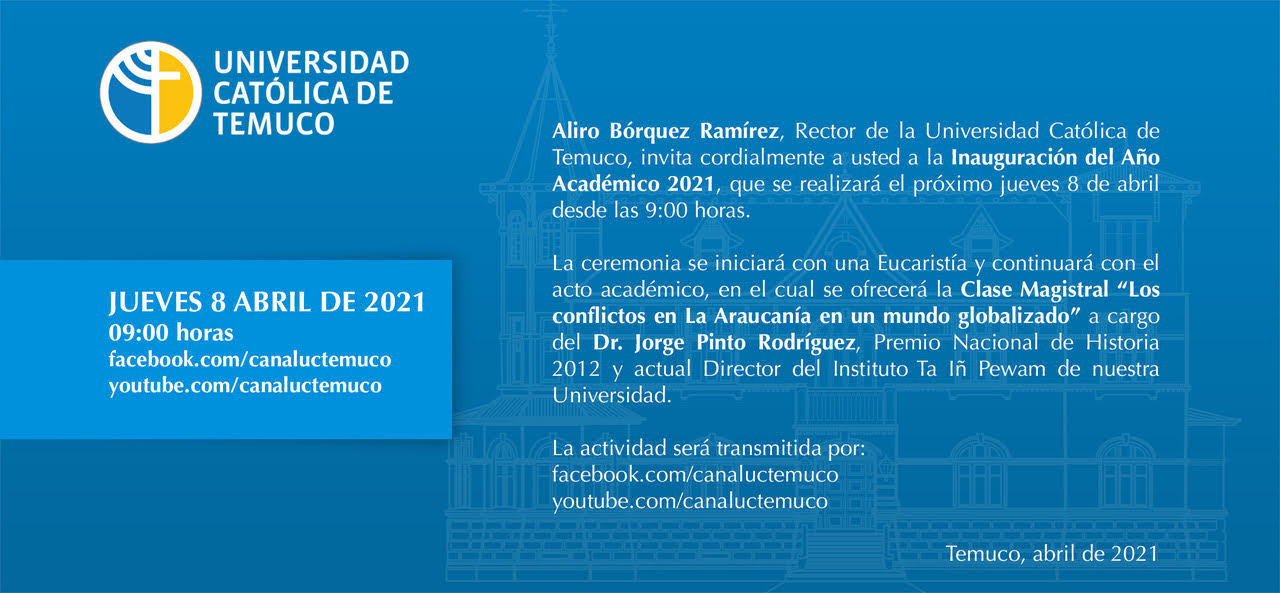 UNIVERSIDAD
CATÓLICA DE
TEMUCO
JUEVES 8 ABRIL DE 2021
09:00 horas
facebook.com/canaluctemuco
youtube.com/canaluctemuco
Aliro Bórquez Ramírez, Rector de la Universidad Católica de
Temuco, invita cordialmente a usted a la Inauguración del Año
Académico 2021, que se realizará el próximo jueves 8 de abril
desde las 9:00 horas.
La ceremonia se iniciará con una Eucaristía y continuará con el
acto académico, en el cual se ofrecerá la Clase Magistral “Los
conflictos en La Araucanía en un mundo globalizado” a cargo
del Dr. Jorge Pinto Rodríguez, Premio Nacional de Historia
2012 y actual Director del Instituto Ta Iñ Pewam de nuestra
Universidad.
La actividad será transmitida por:
facebook.com/canaluctemuco
youtube.com/canaluctemuco
Temuco, abril de 2021